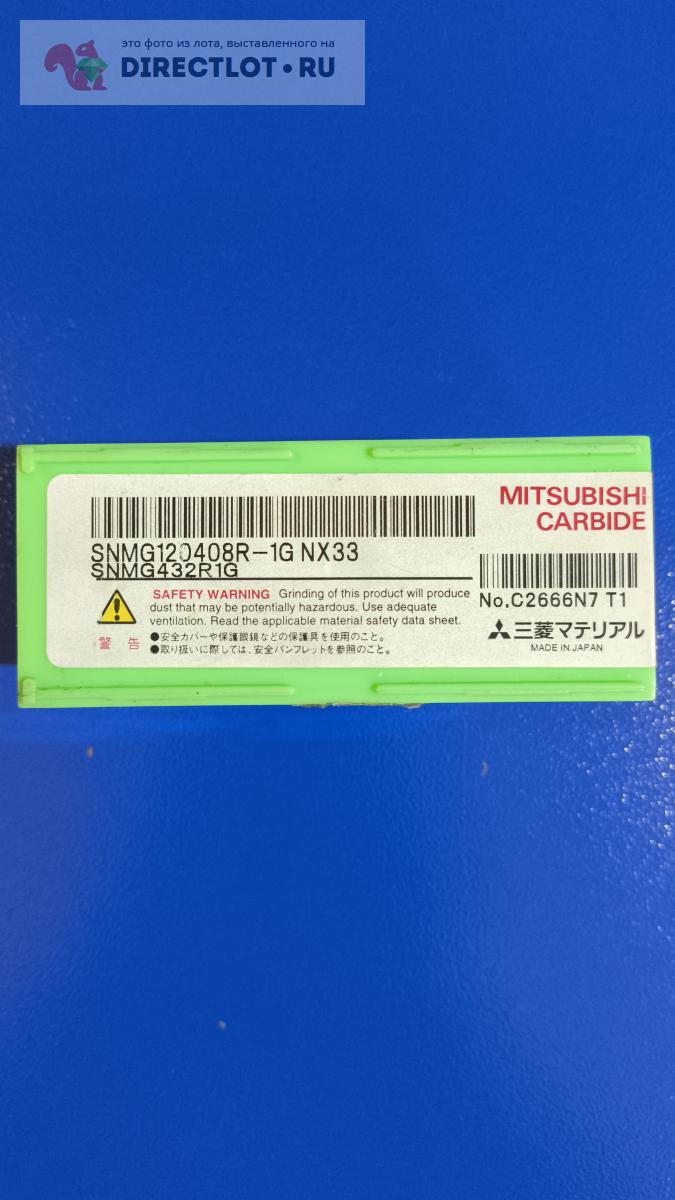 это фото из лота, выставленного на
DIRECTLOT • RU
MITSUBISHI
CARBIDE
SNMG120408R-1G NX33
SNMG432R1G
SAFETY WARNING Grinding of this product will produce
dust that may be potentially hazardous. Use adequate
ventilation. Read the applicable material safety data sheet.
警 告
●安全カバーや保護眼鏡などの保護具を使用のこと。
●取り扱いに際しては、安全パンフレットを参照のこと。
No.C2666N7 T1
三菱マテリアル
MADE IN JAPAN